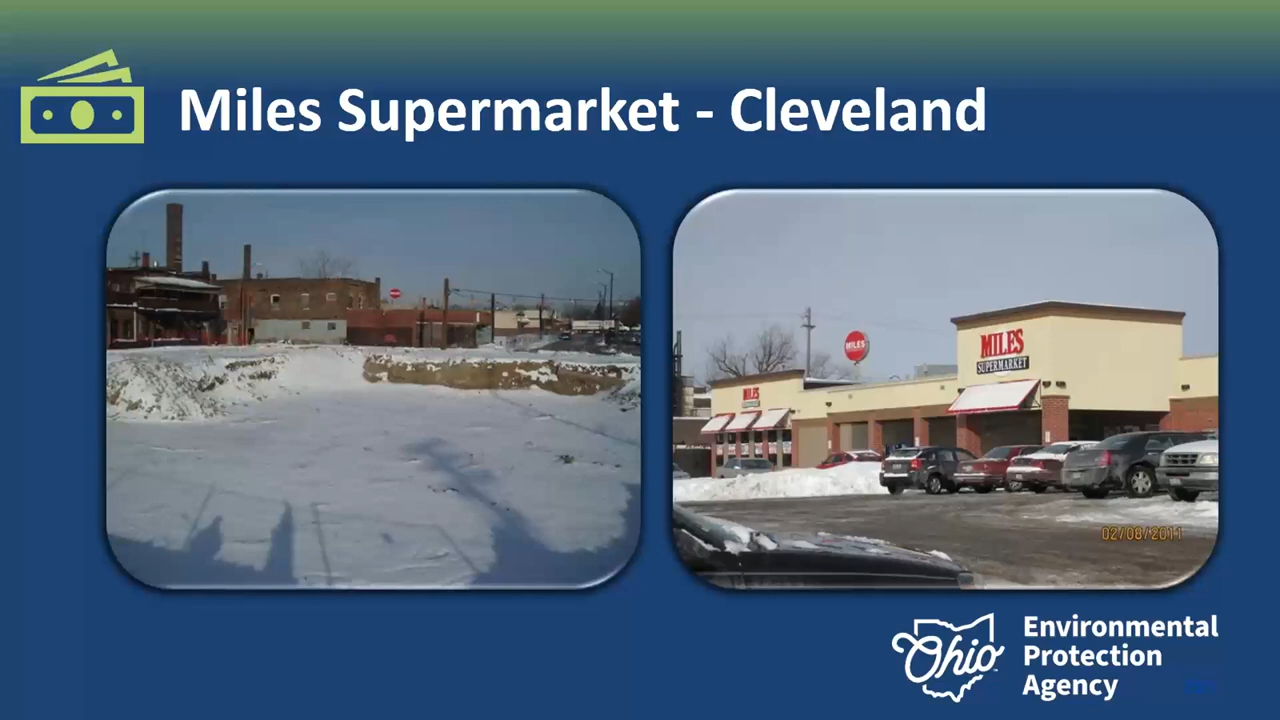 Miles Supermarket - Cleveland
MILES
MILES
MILES
SUPERMARKET
02/08/2011
Ohio
Environmental
Protection
Agency